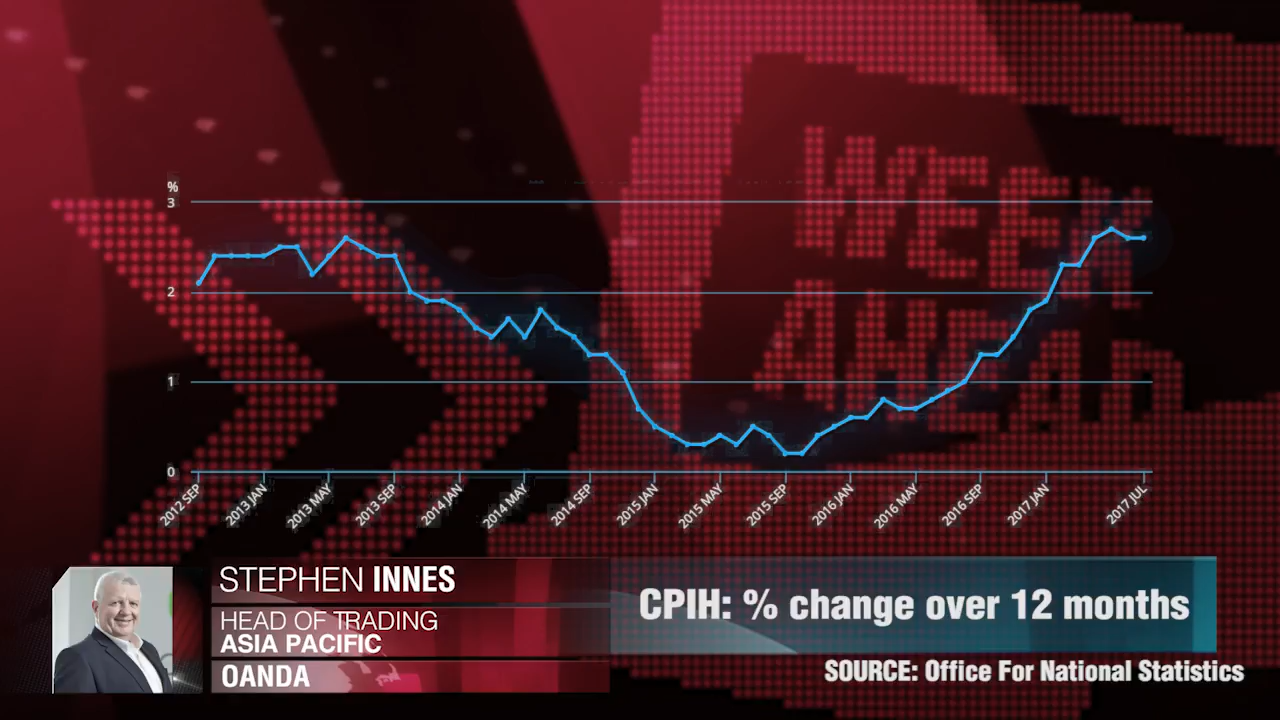 WEEK
AHEAD
%
3
2
1
0
2012 SEP
2013 JAN
2013 MAY
2013 SEP
2014 JAN
2014 MAY
2014 SEP
2015 JAN
2015 MAY
2015 SEP
2016 JAN
2016 MAY
2016 SEP
2017 JAN
2017 JUL
STEPHEN INNES
HEAD OF TRADING
ASIA PACIFIC
OANDA
CPIH: % change over 12 months
SOURCE: Office For National Statistics